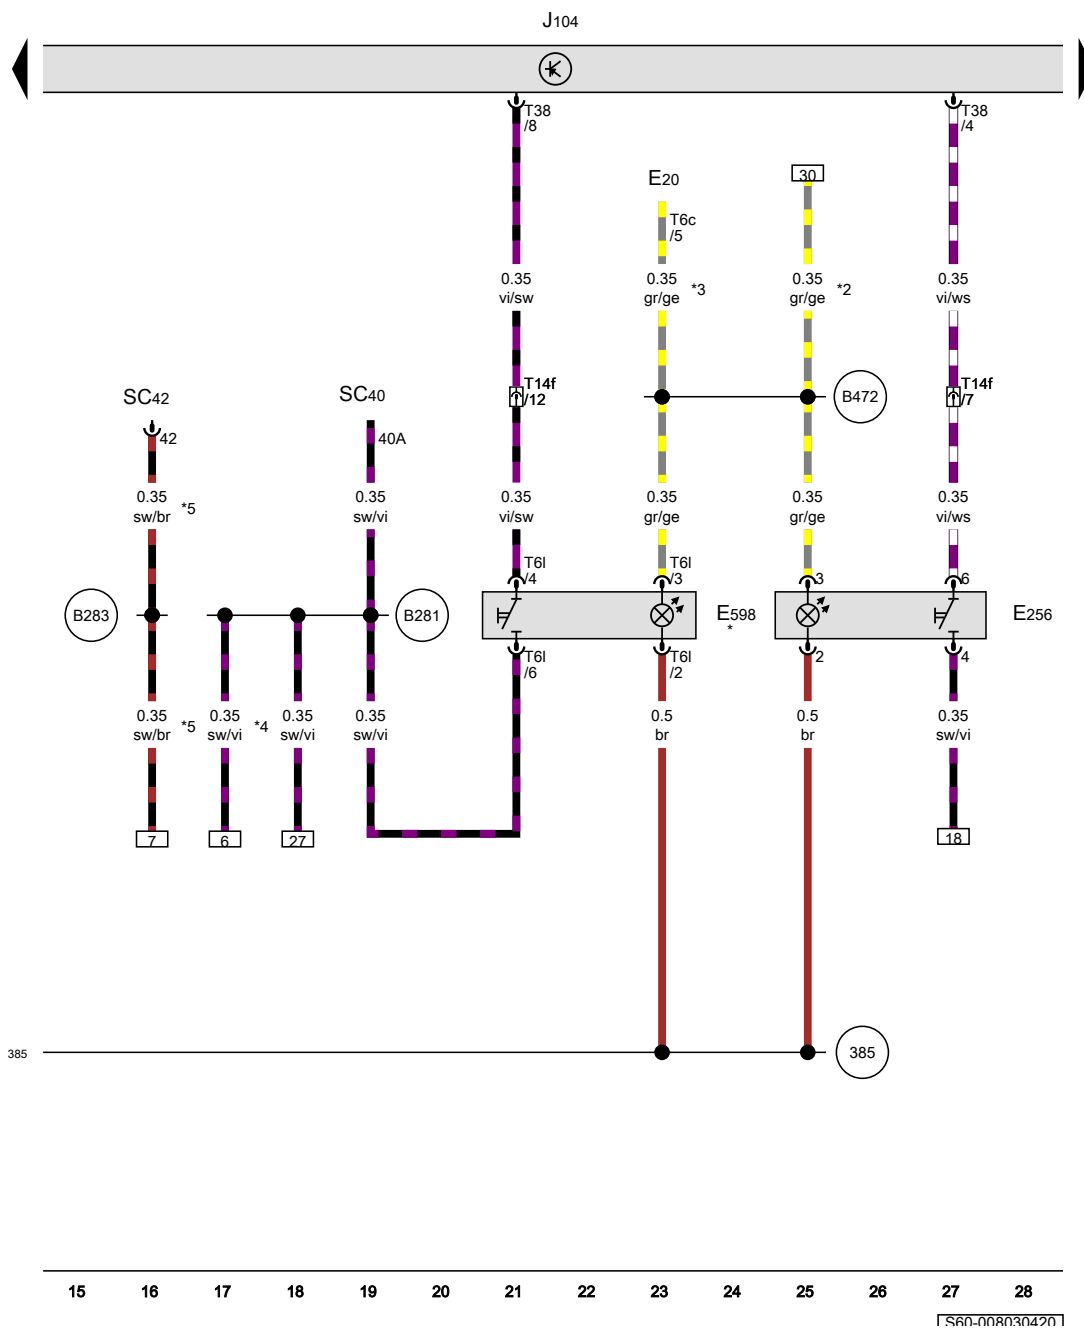 J104
T38
/8
T38
/4
E20
30
T6c
/5
0.35
vi/sw
0.35
gr/ge
*3
0.35
gr/ge
*2
0.35
vi/ws
SC42
SC40
T14f
/12
B472
T14f
/7
42
40A
0.35
sw/br
*5
0.35
sw/vi
0.35
vi/sw
0.35
gr/ge
0.35
gr/ge
0.35
vi/ws
T6l
/4
T6l
/3
3
6
B283
B281
E598
*
E256
T6l
/6
T6l
/2
2
4
0.35
sw/br
*5
0.35
sw/vi
*4
0.35
sw/vi
0.35
sw/vi
0.5
br
0.5
br
0.35
sw/vi
7
6
27
18
385
385
15 16 17 18 19 20 21 22 23 24 25 26 27 28
S60-008030420